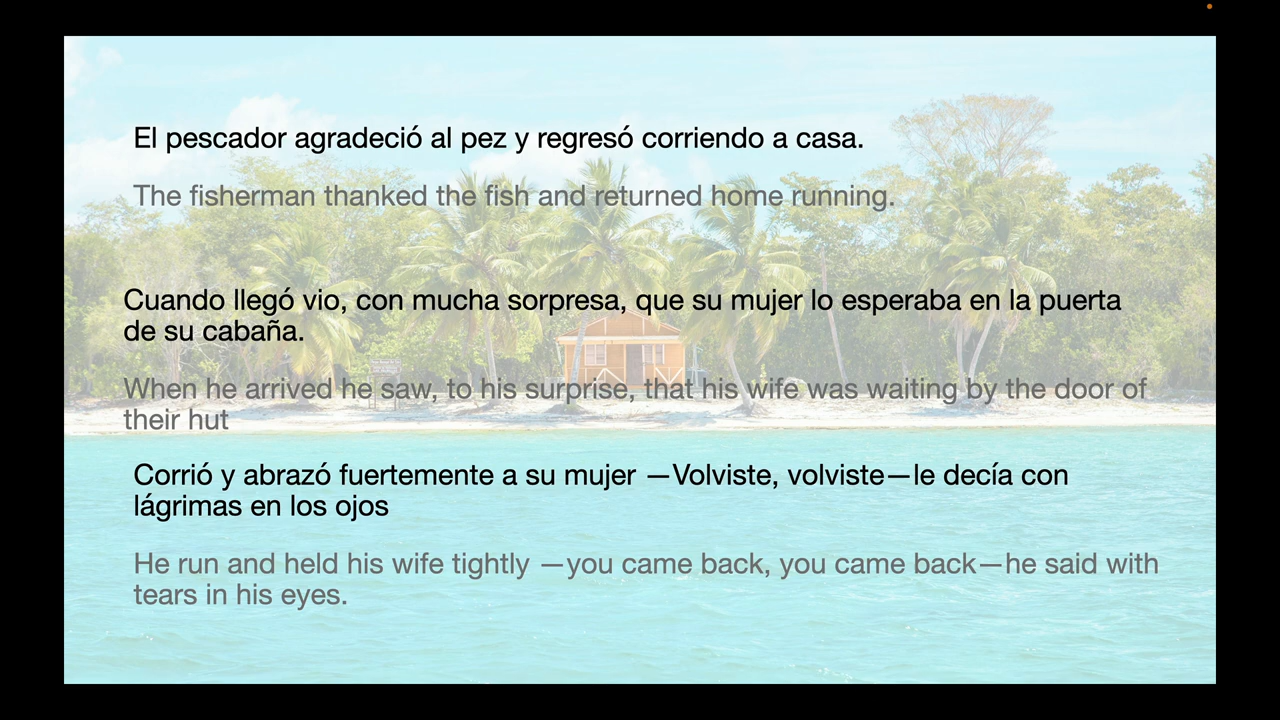 El pescador agradeció al pez y regresó corriendo a casa.
The fisherman thanked the fish and returned home running.
Cuando llegó vio, con mucha sorpresa, que su mujer lo esperaba en la puerta
de su cabaña.
When he arrived he saw, to his surprise, that his wife was waiting by the door of
their hut
Corrió y abrazó fuertemente a su mujer —Volviste, volviste—le decía con
lágrimas en los ojos
He run and held his wife tightly —you came back, you came back—he said with
tears in his eyes.